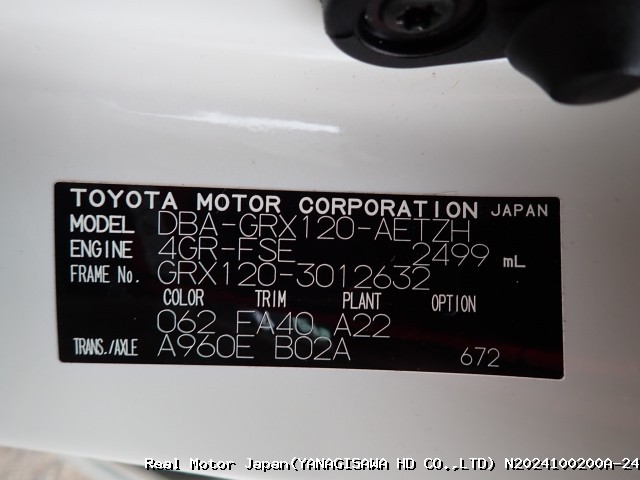 TOYOTA MOTOR CORPORATION JAPAN
MODEL DBA-GRX120-AETZH
ENGINE 4GR-FSE 2499 mL
FRAME No. GRX120-3012632
COLOR TRIM PLANT OPTION
062 FA40 A22
TRANS./AXLE A960E B02A 672
Real Motor Japan(YANAGISAWA HD CO.,LTD) N2024100200A-24